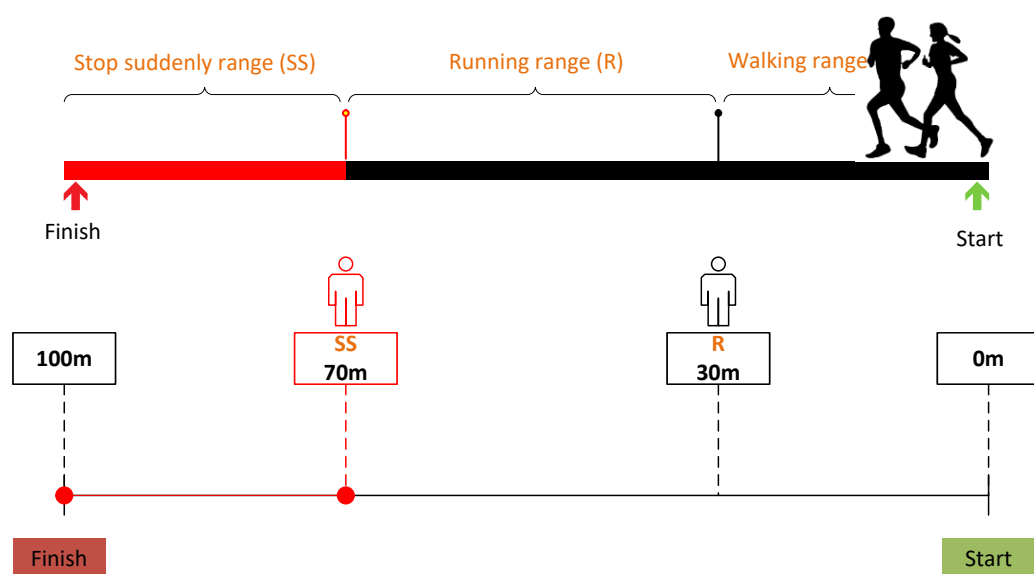 Stop suddenly range (SS)
Running range (R)
Walking range
Finish
Start
100m
SS
70m
R
30m
0m
Finish
Start